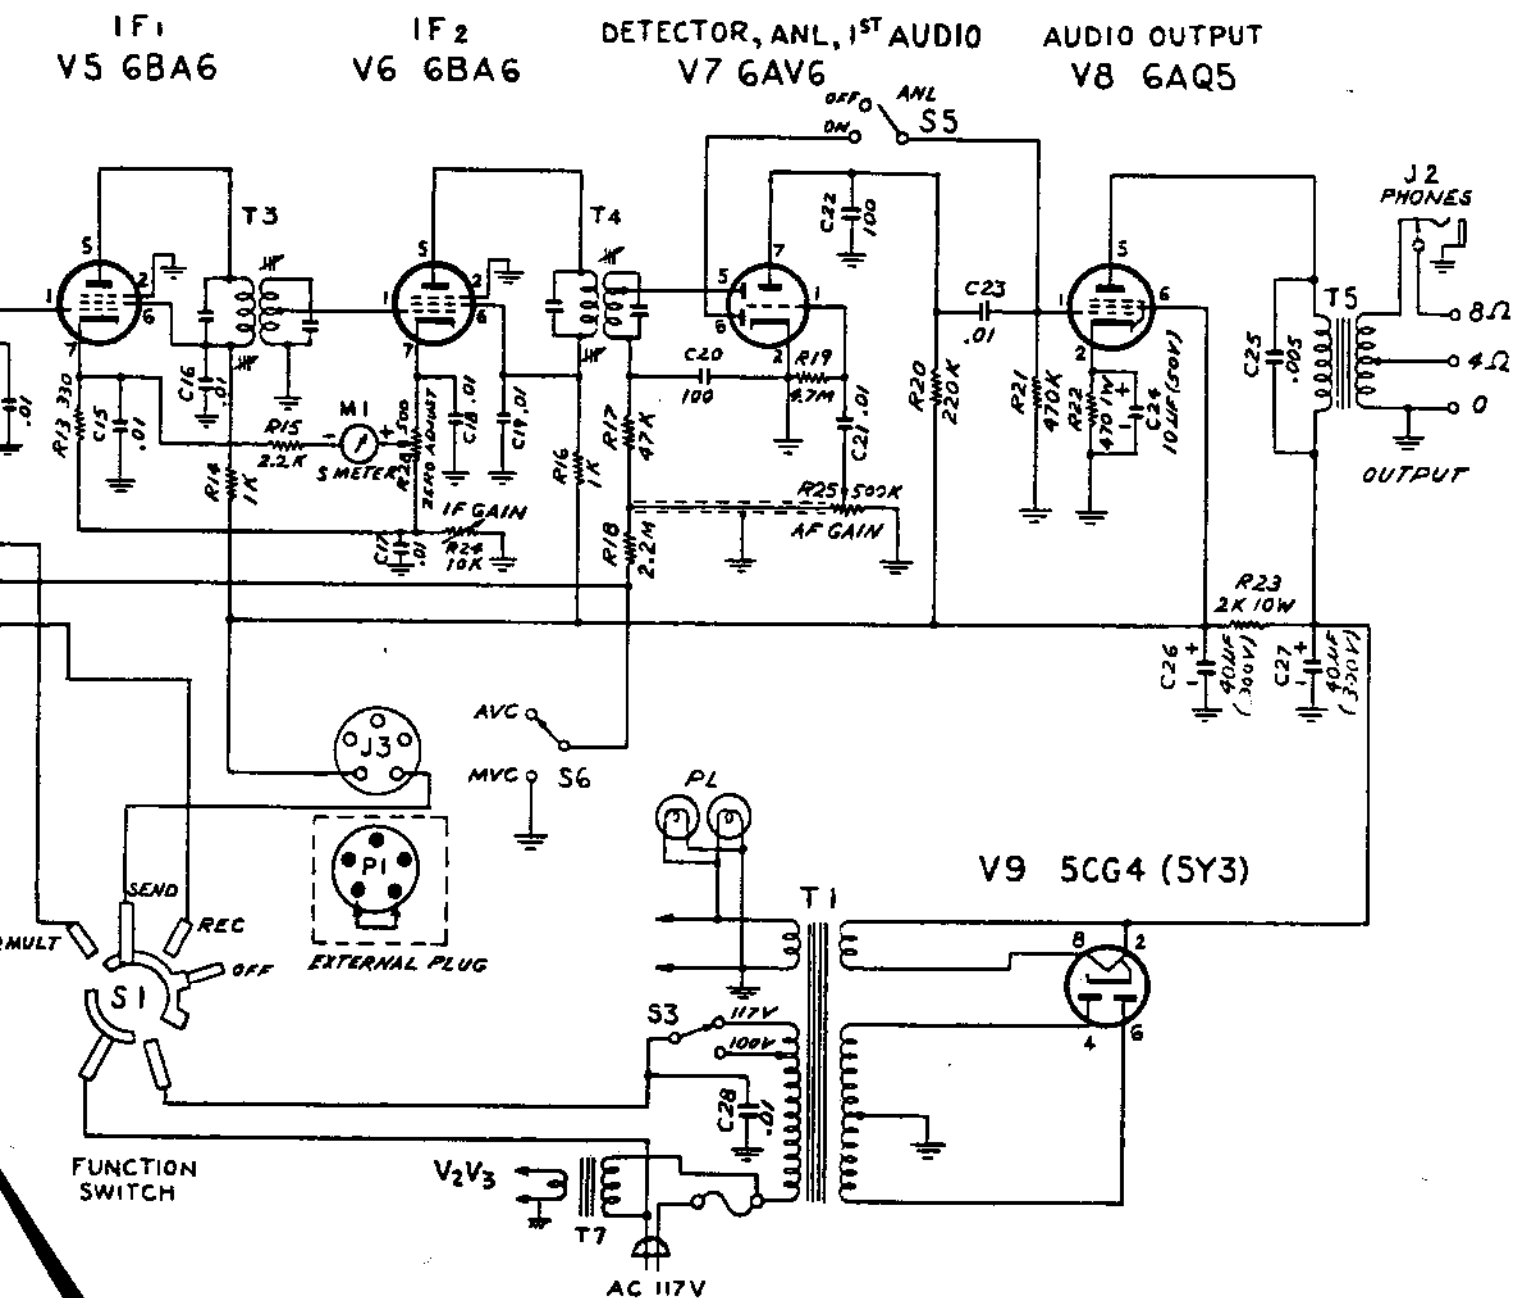 IF1
V5 6BA6
IF2
V6 6BA6
DETECTOR, ANL, 1ST AUDIO
V7 6AV6
AUDIO OUTPUT
V8 6AQ5
OFF
ANL
ON
S5
J2
PHONES
T3
T4
C22
100
5
2
1
6
7
5
2
1
6
7
7
5
6
1
2
5
1
6
2
C23
.01
T5
8Ω
4Ω
0
OUTPUT
C25
.005
.01
R13 330
C15
.01
C16
.01
R14
1K
R15
2.2K
M1
-
+
S METER
500
ZERO ADJUST
C18 .01
C19 .01
R16
1K
R17
47K
C20
100
R19
4.7M
C21 .01
R20
220K
R21
470K
R22
470 1W
+
-
C24
10UF(50V)
IF GAIN
R24
10K
C17
.01
R18
2.2M
R25 500K
AF GAIN
R23
2K 10W
C26
+
-
40UF
(300V)
C27
+
-
40UF
(300V)
J3
AVC
MVC
S6
PL
P1
EXTERNAL PLUG
V9 5CG4 (5Y3)
T1
8
2
4
6
SEND
REC
OFF
MULT
S1
S3
117V
100V
C28
.01
FUNCTION
SWITCH
V2V3
T7
AC 117V